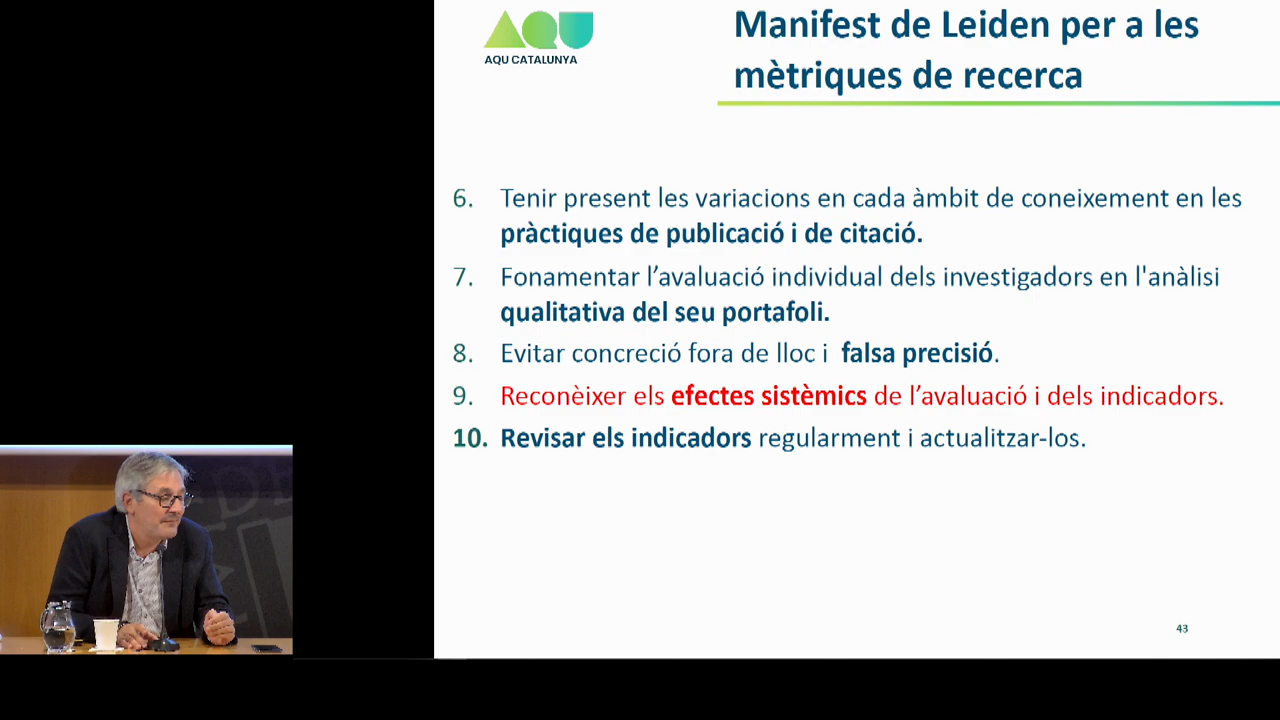 AQU CATALUNYA
Manifest de Leiden per a les
mètriques de recerca
6. Tenir present les variacions en cada àmbit de coneixement en les
pràctiques de publicació i de citació.
7. Fonamentar l’avaluació individual dels investigadors en l'anàlisi
qualitativa del seu portafoli.
8. Evitar concreció fora de lloc i falsa precisió.
9. Reconèixer els efectes sistèmics de l’avaluació i dels indicadors.
10. Revisar els indicadors regularment i actualitzar-los.
43